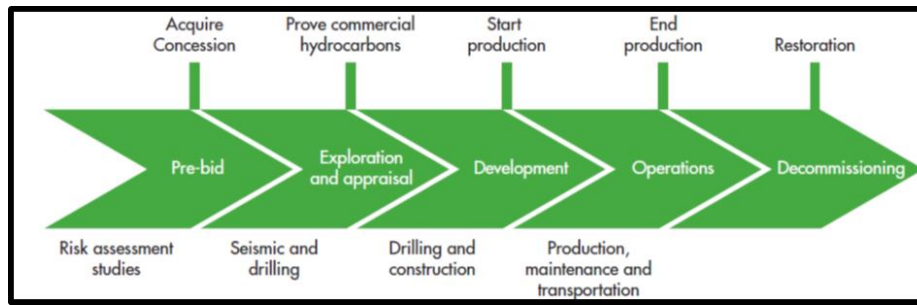 Acquire
Concession
Prove commercial
hydrocarbons
Start
production
End
production
Restoration
Pre-bid
Exploration
and appraisal
Development
Operations
Decommissioning
Risk assessment
studies
Seismic and
drilling
Drilling and
construction
Production,
maintenance and
transportation